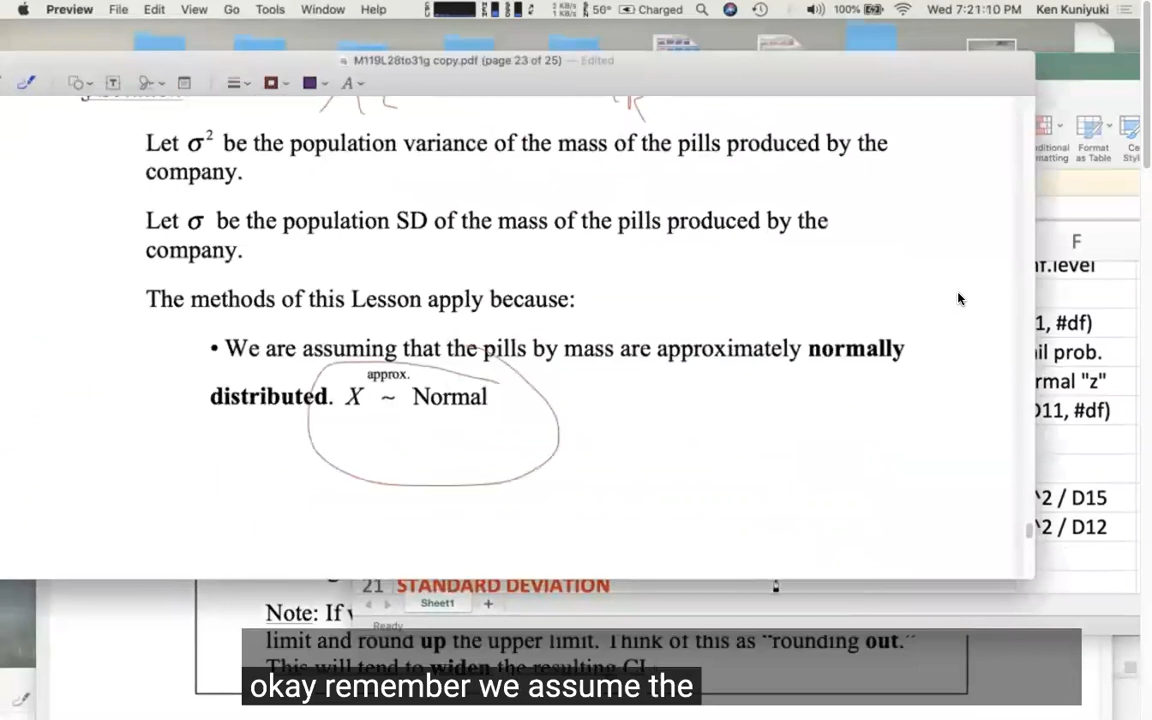 Preview File Edit View Go Tools Window Help 56° Charged 100% Wed 7:21:10 PM Ken Kuniyuki
M119L28to31g copy.pdf (page 23 of 25) — Edited
Let σ² be the population variance of the mass of the pills produced by the
company.
Let σ be the population SD of the mass of the pills produced by the
company.
The methods of this Lesson apply because:
• We are assuming that the pills by mass are approximately normally
approx.
distributed. X ~ Normal
Format
as Table
F
nf.level
1, #df)
il prob.
rmal "z"
D11, #df)
^2 / D15
^2 / D12
21 STANDARD DEVIATION
Sheet1 +
Ready
Note: If
limit and round up the upper limit. Think of this as "rounding out."
This will tend to widen the resulting CI.
okay remember we assume the